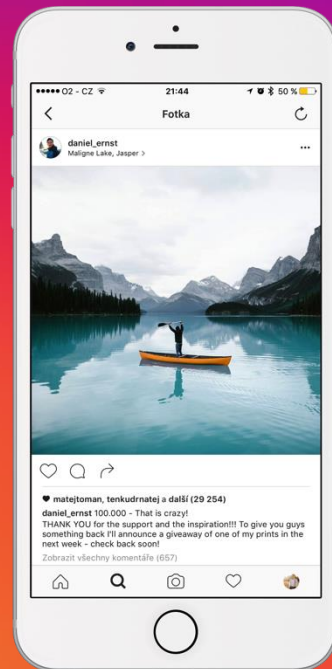 ●●●●● O2 - CZ 21:44 50 %
Fotka
daniel_ernst
Maligne Lake, Jasper >
matejtoman, tenkudrnatej a další (29 254)
daniel_ernst 100.000 - That is crazy!
THANK YOU for the support and the inspiration!!! To give you guys
something back I'll announce a giveaway of one of my prints in the
next week - check back soon!
Zobrazit všechny komentáře (657)